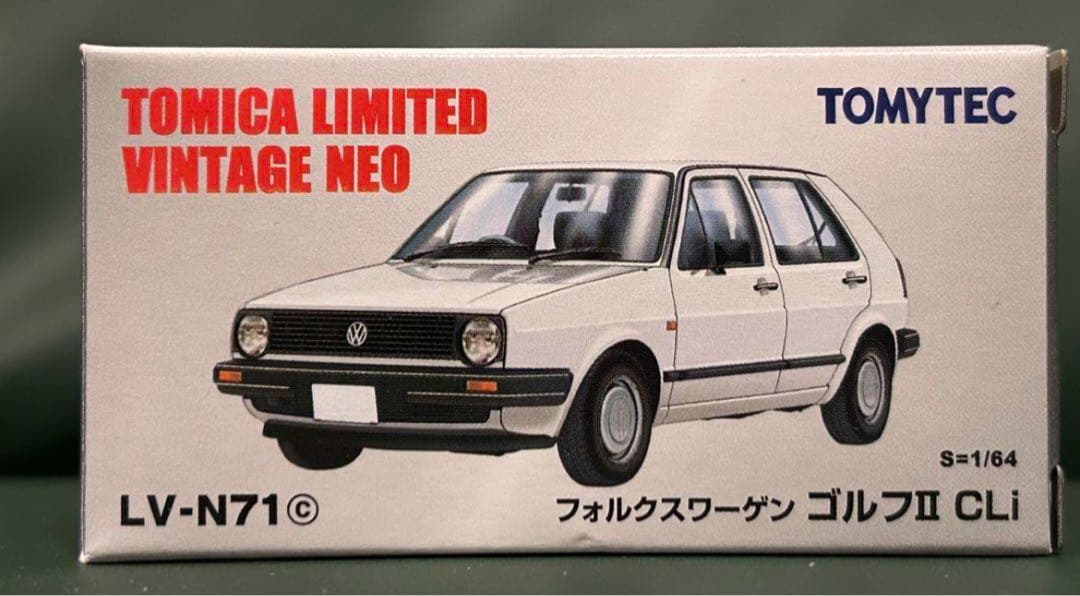 TOMICA LIMITED
VINTAGE NEO
TOMYTEC
S=1/64
LV-N71ⓒ
フォルクスワーゲン ゴルフⅡ CLi